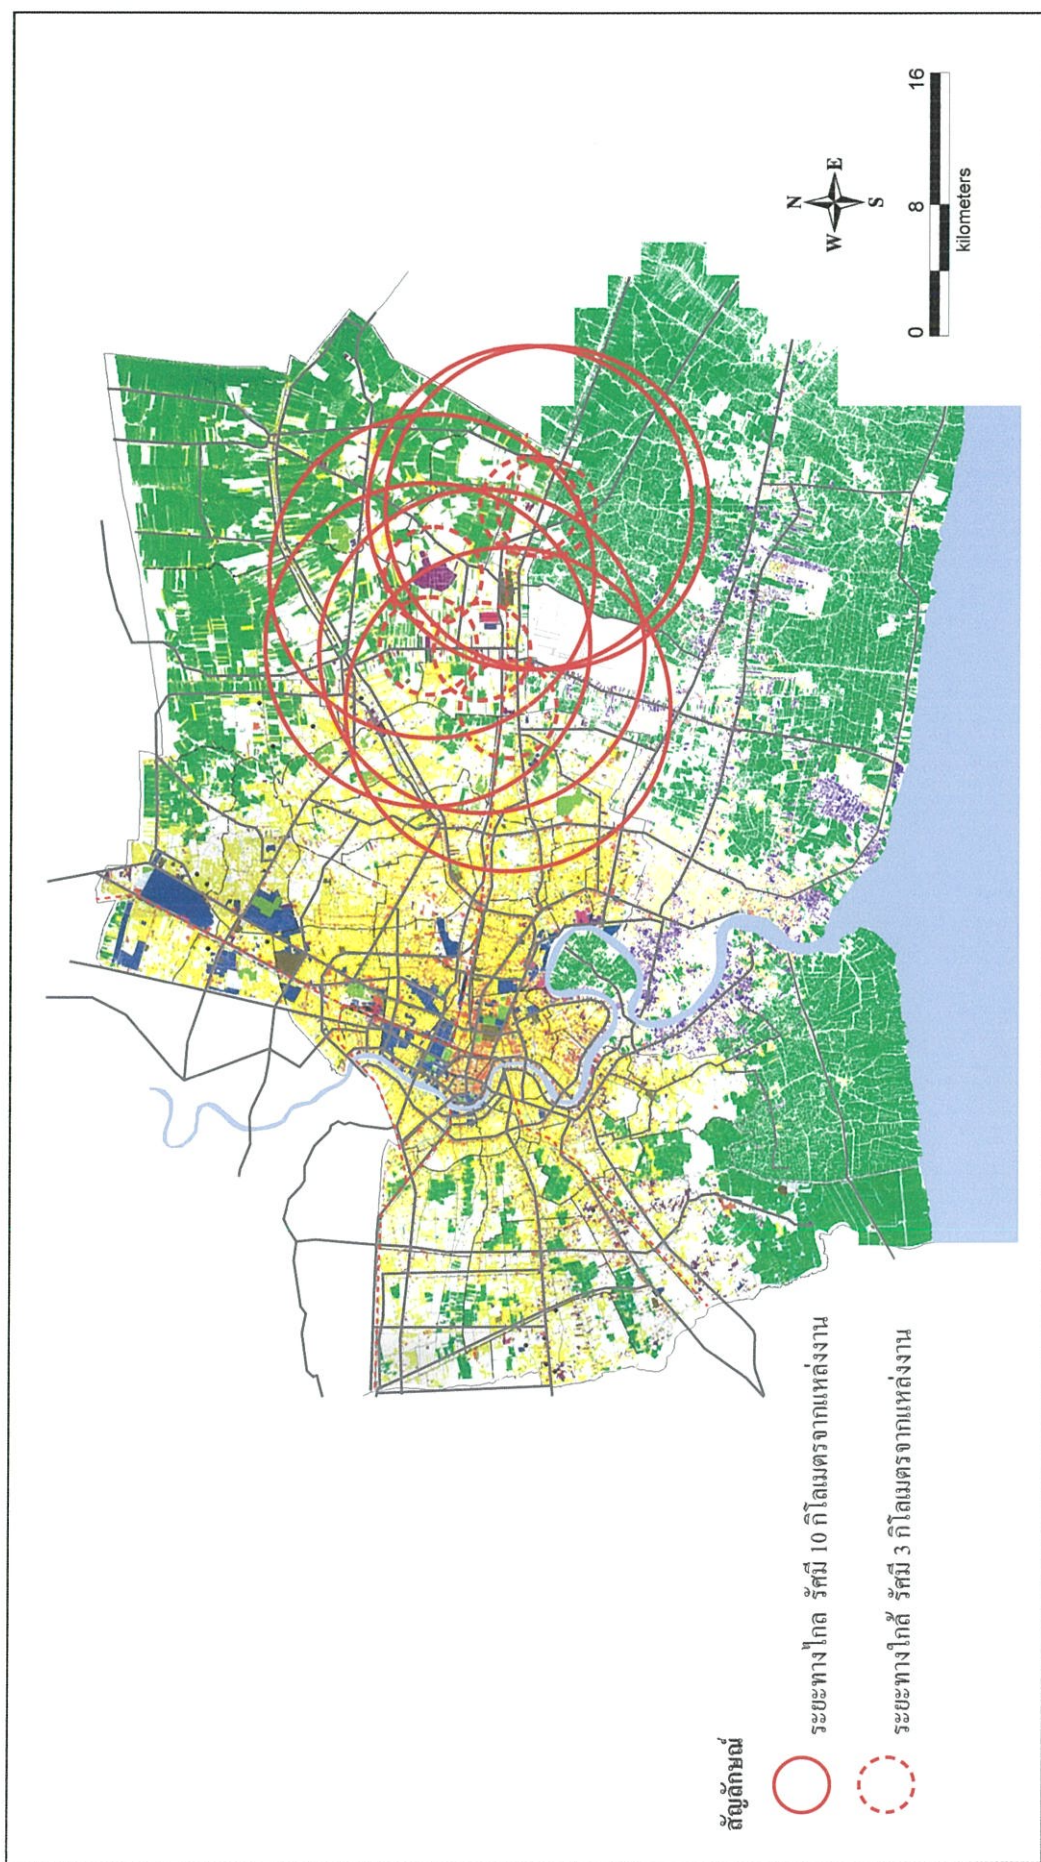 N
W E
S
0 8 16
kilometers
สัญลักษณ์
ระยะทางไกล รัศมี 10 กิโลเมตรจากแหล่งงาน
ระยะทางใกล้ รัศมี 3 กิโลเมตรจากแหล่งงาน